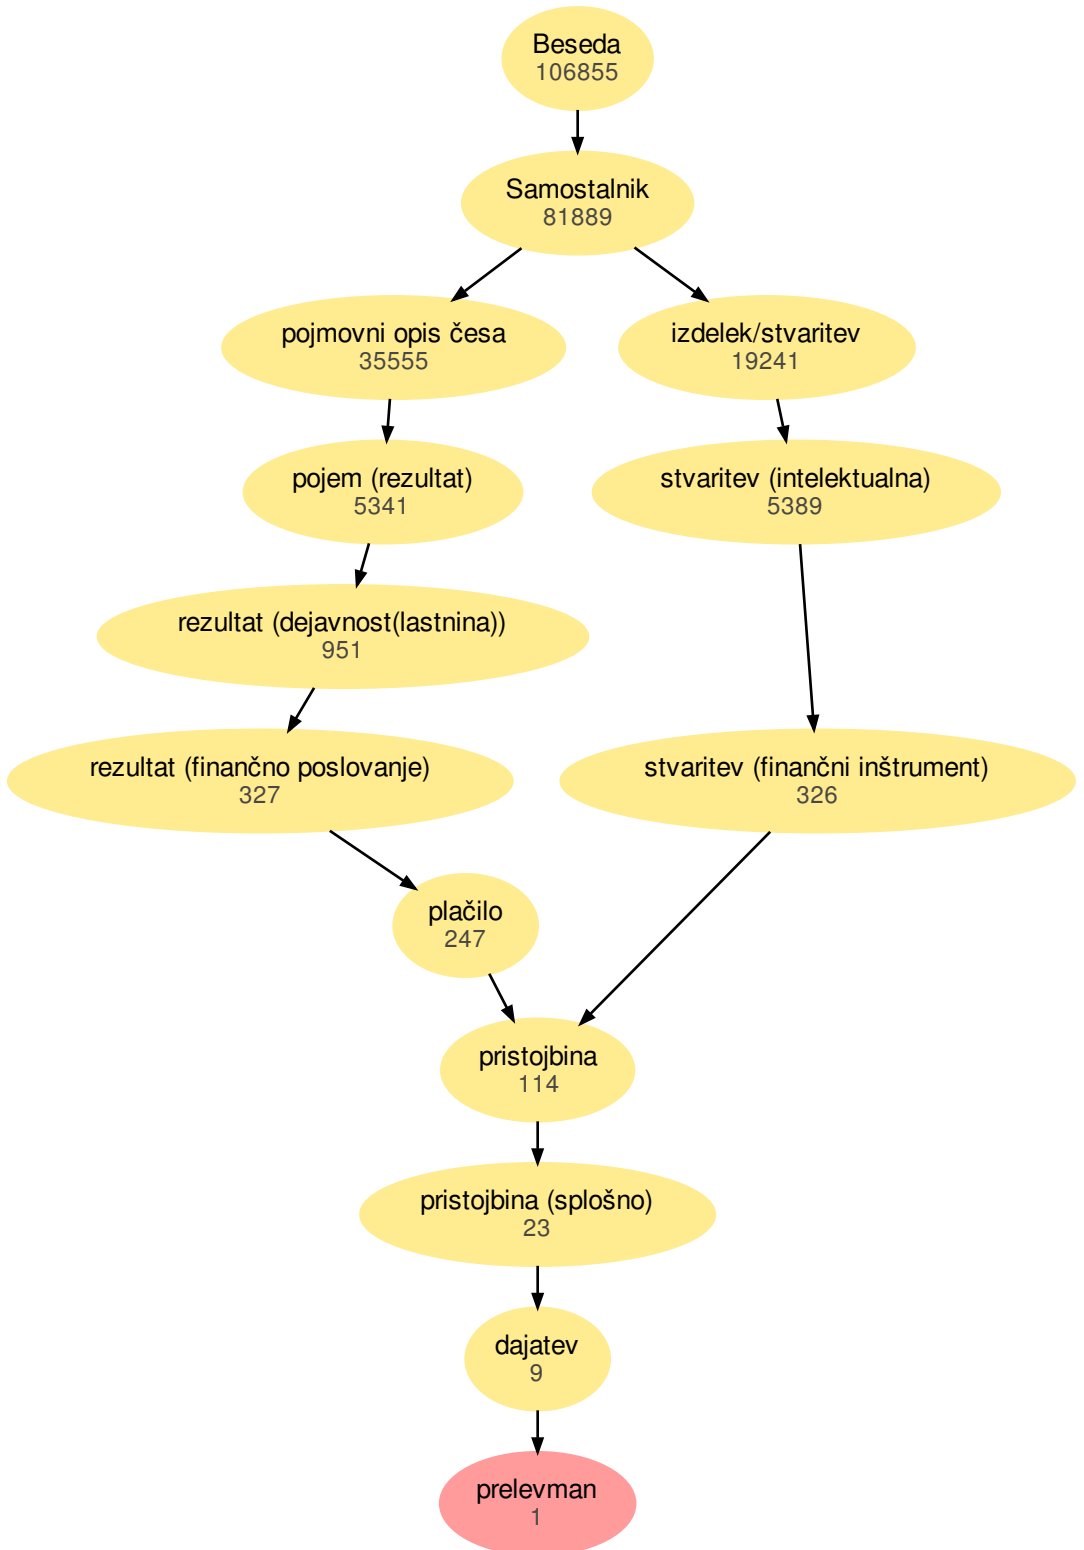 Beseda
106855
Samostalnik
81889
pojmovni opis česa
35555
izdelek/stvaritev
19241
pojem (rezultat)
5341
stvaritev (intelektualna)
5389
rezultat (dejavnost(lastnina))
951
rezultat (finančno poslovanje)
327
stvaritev (finančni inštrument)
326
plačilo
247
pristojbina
114
pristojbina (splošno)
23
dajatev
9
prelevman
1